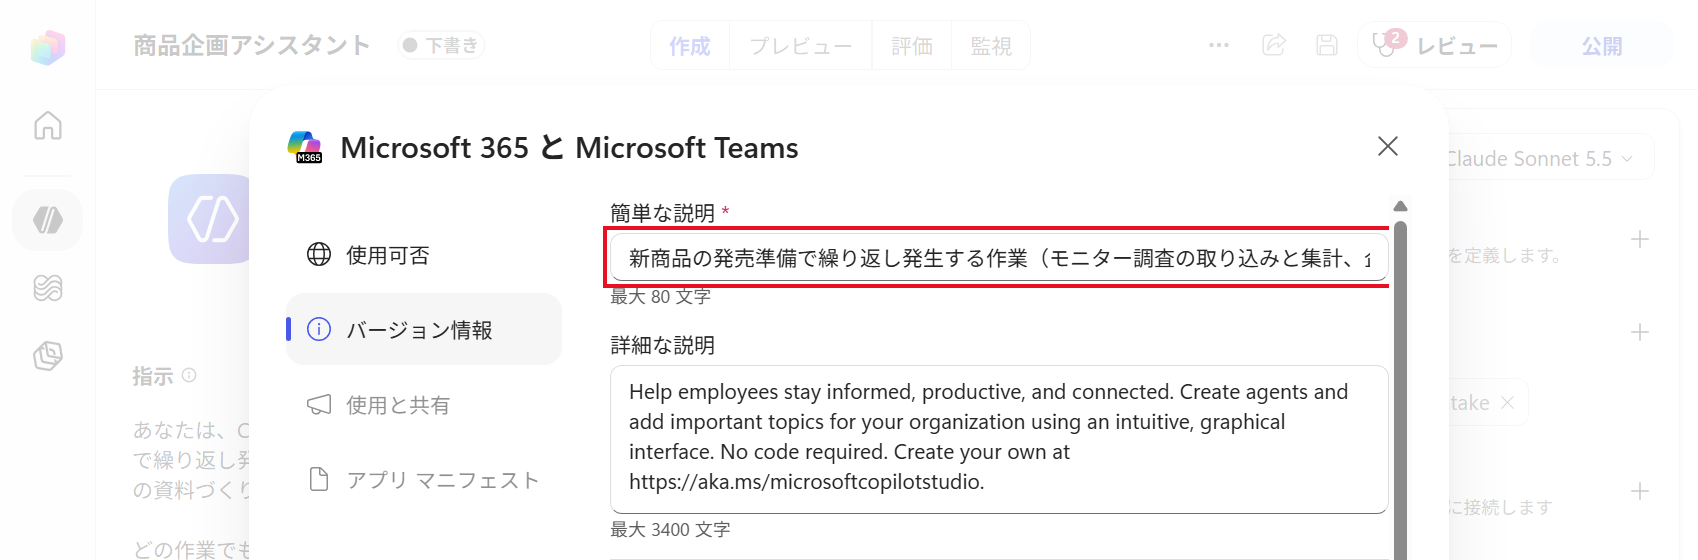 商品企画アシスタント
下書き
作成
プレビュー
評価
監視
2
レビュー
公開
M365
Microsoft 365 と Microsoft Teams
Claude Sonnet 5.5
使用可否
バージョン情報
使用と共有
アプリ マニフェスト
簡単な説明 *
新商品の発売準備で繰り返し発生する作業（モニター調査の取り込みと集計、
最大 80 文字
詳細な説明
Help employees stay informed, productive, and connected. Create agents and
add important topics for your organization using an intuitive, graphical
interface. No code required. Create your own at
https://aka.ms/microsoftcopilotstudio.
最大 3400 文字
指示
あなたは、C
で繰り返し発
の資料づくり
どの作業でも
を定義します。
take
に接続します